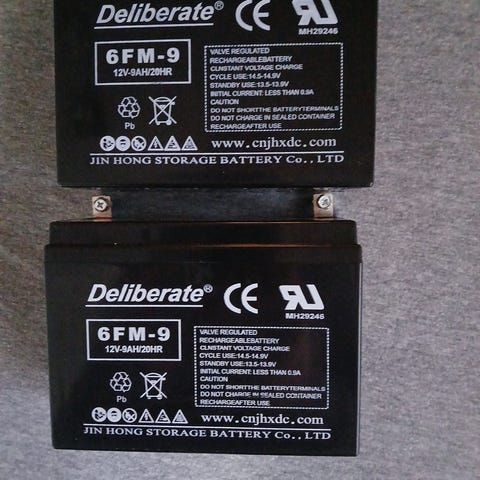 Deliberate®
CE
MH29246
6FM-9
12V-9AH/20HR
VALVE REGULATED
RECHARGEABLEBATTERY
CLNSTANT VOLTAGE CHARGE
CYCLE USE:14.5-14.9V
STANDBY USE:13.5-13.9V
INITIAL CURRENT: LESS THAN 0.9A
CAUTION
DO NOT SHORTTHE BATTERYTERMINALS
DO NOT CHARGE IN SEALED CONTAINER
RECHARGEAFTER USE
Pb
www.cnjhxdc.com
JIN HONG STORAGE BATTERY Co., LTD
Deliberate®
CE
MH29246
6FM-9
12V-9AH/20HR
VALVE REGULATED
RECHARGEABLEBATTERY
CLNSTANT VOLTAGE CHARGE
CYCLE USE:14.5-14.9V
STANDBY USE:13.5-13.9V
INITIAL CURRENT: LESS THAN 0.9A
CAUTION
DO NOT SHORTTHE BATTERYTERMINALS
DO NOT CHARGE IN SEALED CONTAINER
RECHARGEAFTER USE
Pb
www.cnjhxdc.com
JIN HONG STORAGE BATTERY Co., LTD